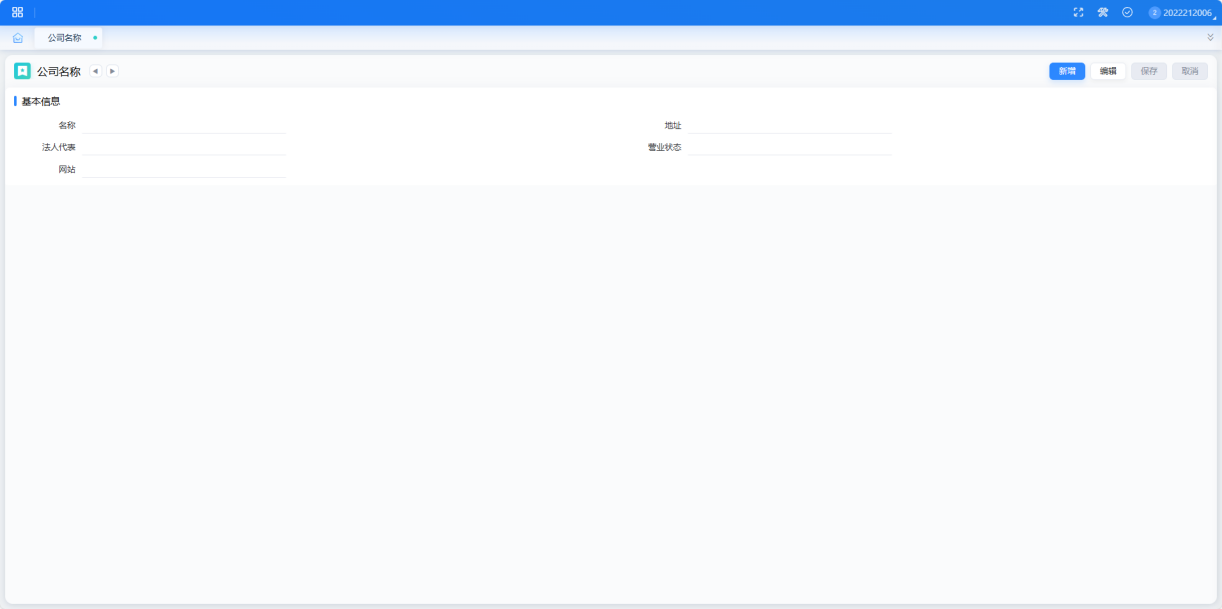 2 2022212006
公司名称
公司名称 新增 编辑 保存 取消
基本信息
名称 地址
法人代表 营业状态
网站